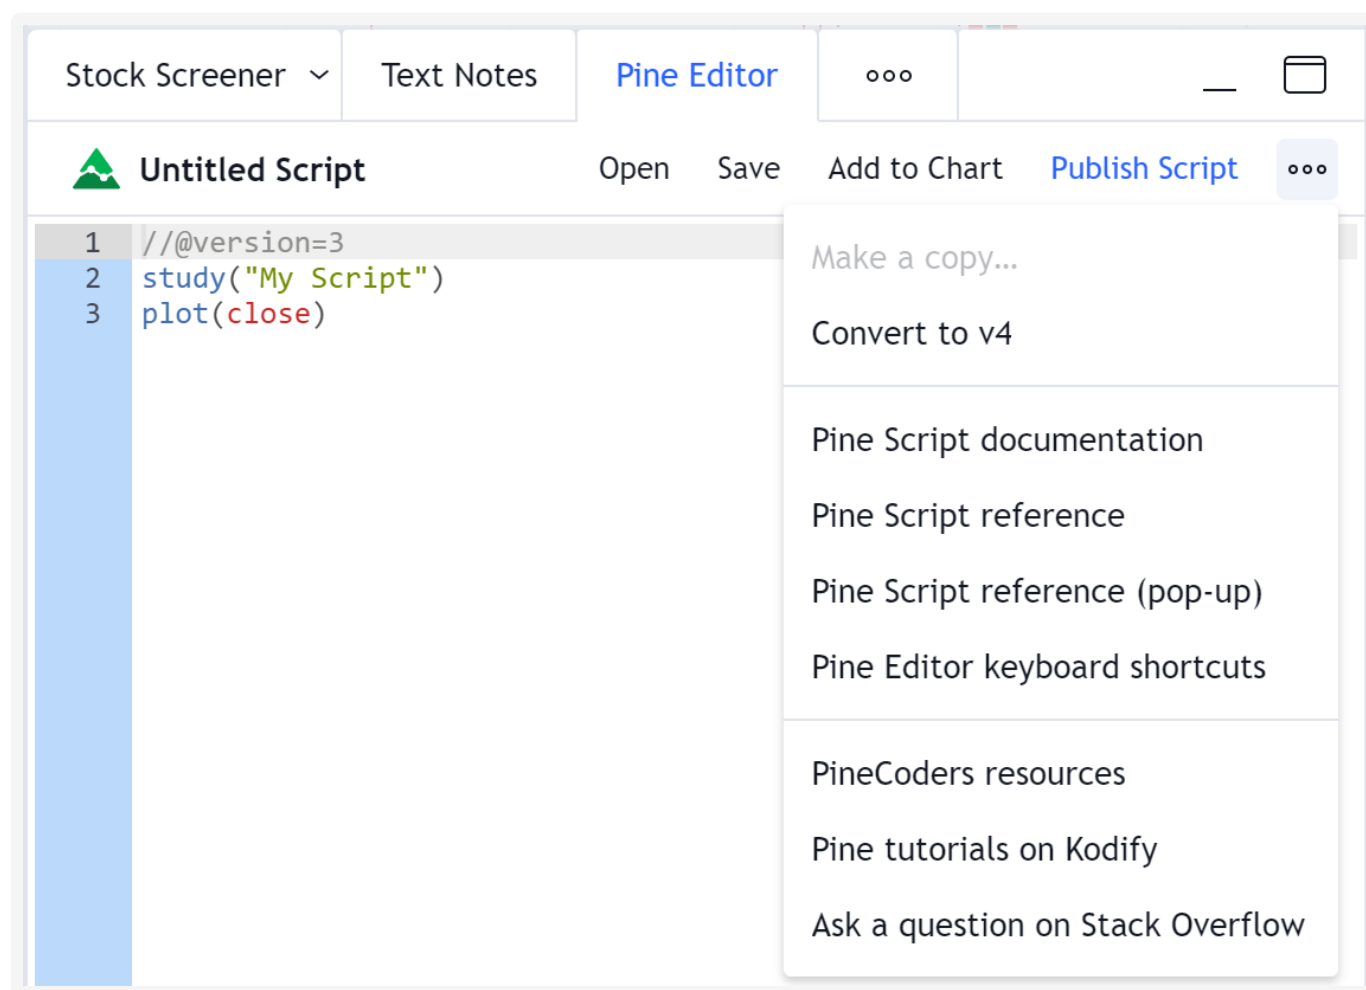 Stock Screener
Text Notes
Pine Editor
Untitled Script
Open
Save
Add to Chart
Publish Script
1 //@version=3
2 study("My Script")
3 plot(close)
Make a copy...
Convert to v4
Pine Script documentation
Pine Script reference
Pine Script reference (pop-up)
Pine Editor keyboard shortcuts
PineCoders resources
Pine tutorials on Kodify
Ask a question on Stack Overflow